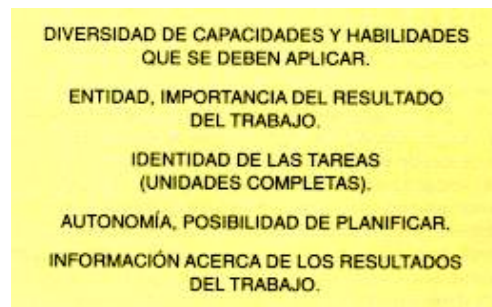 DIVERSIDAD DE CAPACIDADES Y HABILIDADES
QUE SE DEBEN APLICAR.
ENTIDAD, IMPORTANCIA DEL RESULTADO
DEL TRABAJO.
IDENTIDAD DE LAS TAREAS
(UNIDADES COMPLETAS).
AUTONOMÍA, POSIBILIDAD DE PLANIFICAR.
INFORMACIÓN ACERCA DE LOS RESULTADOS
DEL TRABAJO.